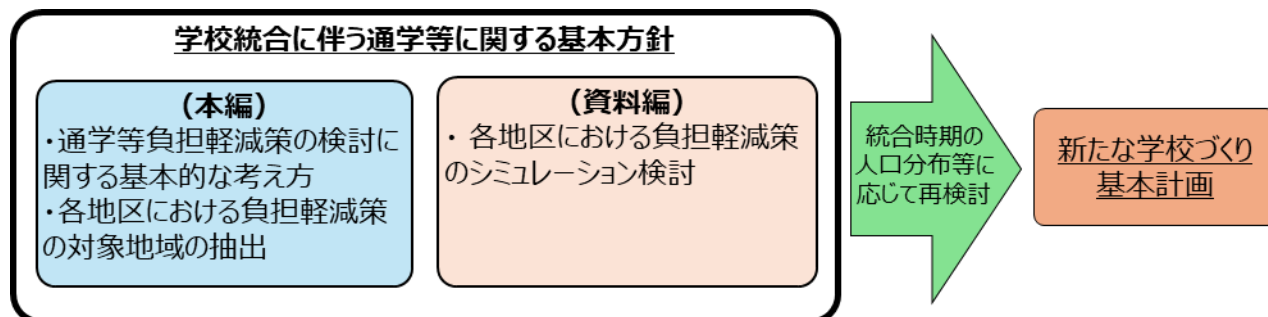 学校統合に伴う通学等に関する基本方針
(本編)
・通学等負担軽減策の検討に
関する基本的な考え方
・各地区における負担軽減策
の対象地域の抽出
(資料編)
・ 各地区における負担軽減策
のシミュレーション検討
統合時期の
人口分布等に
応じて再検討
新たな学校づくり
基本計画